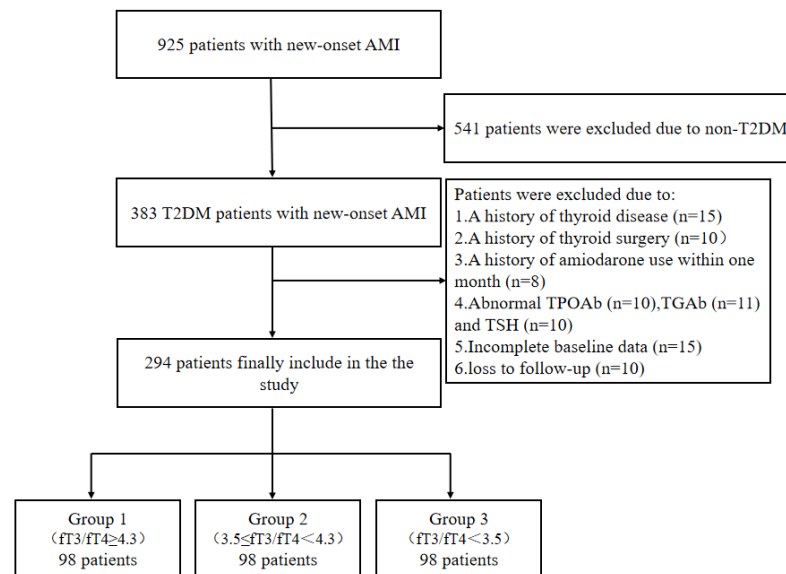 925 patients with new-onset AMI
541 patients were excluded due to non-T2DM
383 T2DM patients with new-onset AMI
Patients were excluded due to:
1.A history of thyroid disease (n=15)
2.A history of thyroid surgery (n=10）
3.A history of amiodarone use within one
month (n=8)
4.Abnormal TPOAb (n=10),TGAb (n=11)
and TSH (n=10)
5.Incomplete baseline data (n=15)
6.loss to follow-up (n=10)
294 patients finally include in the the
study
Group 1
（fT3/fT4≥4.3）
98 patients
Group 2
（3.5≤fT3/fT4＜4.3）
98 patients
Group 3
（fT3/fT4＜3.5）
98 patients